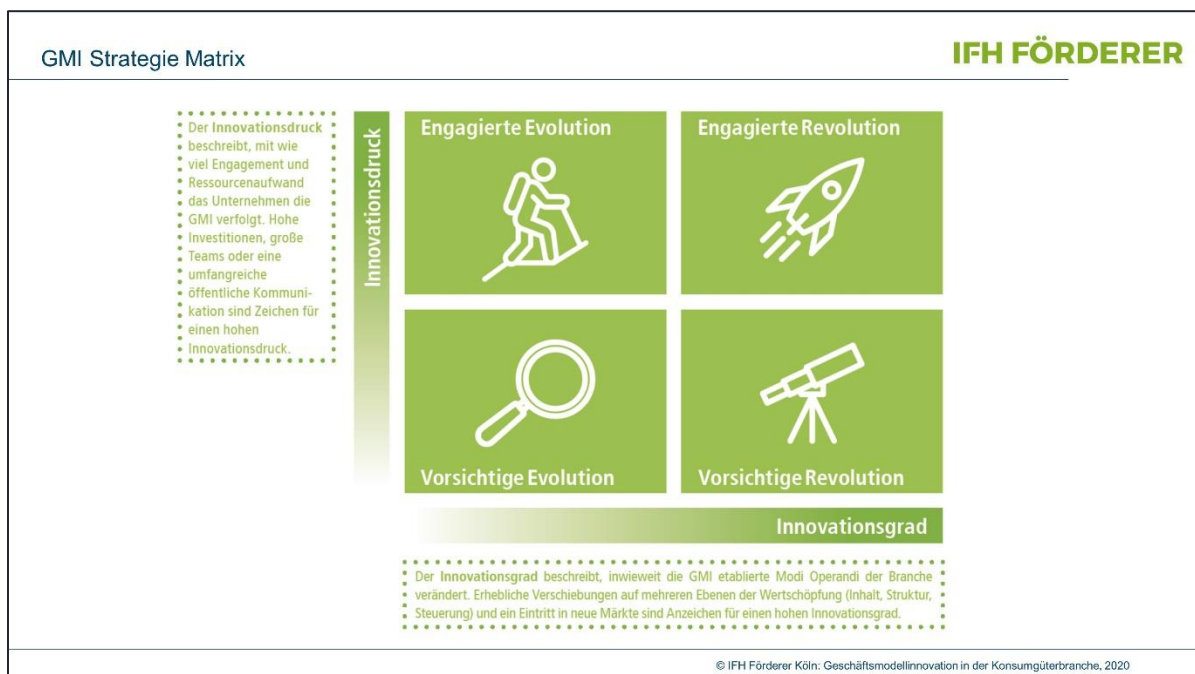 GMI Strategie Matrix
IFH FÖRDERER
Der Innovationsdruck
beschreibt, mit wie
viel Engagement und
Ressourcenaufwand
das Unternehmen die
GMI verfolgt. Hohe
Investitionen, große
Teams oder eine
umfangreiche
öffentliche Kommuni-
kation sind Zeichen für
einen hohen
Innovationsdruck.
Innovationsdruck
Engagierte Evolution
Engagierte Revolution
Vorsichtige Evolution
Vorsichtige Revolution
Innovationsgrad
Der Innovationsgrad beschreibt, inwieweit die GMI etablierte Modi Operandi der Branche
verändert. Erhebliche Verschiebungen auf mehreren Ebenen der Wertschöpfung (Inhalt, Struktur,
Steuerung) und ein Eintritt in neue Märkte sind Anzeichen für einen hohen Innovationsgrad.
© IFH Förderer Köln: Geschäftsmodellinnovation in der Konsumgüterbranche, 2020